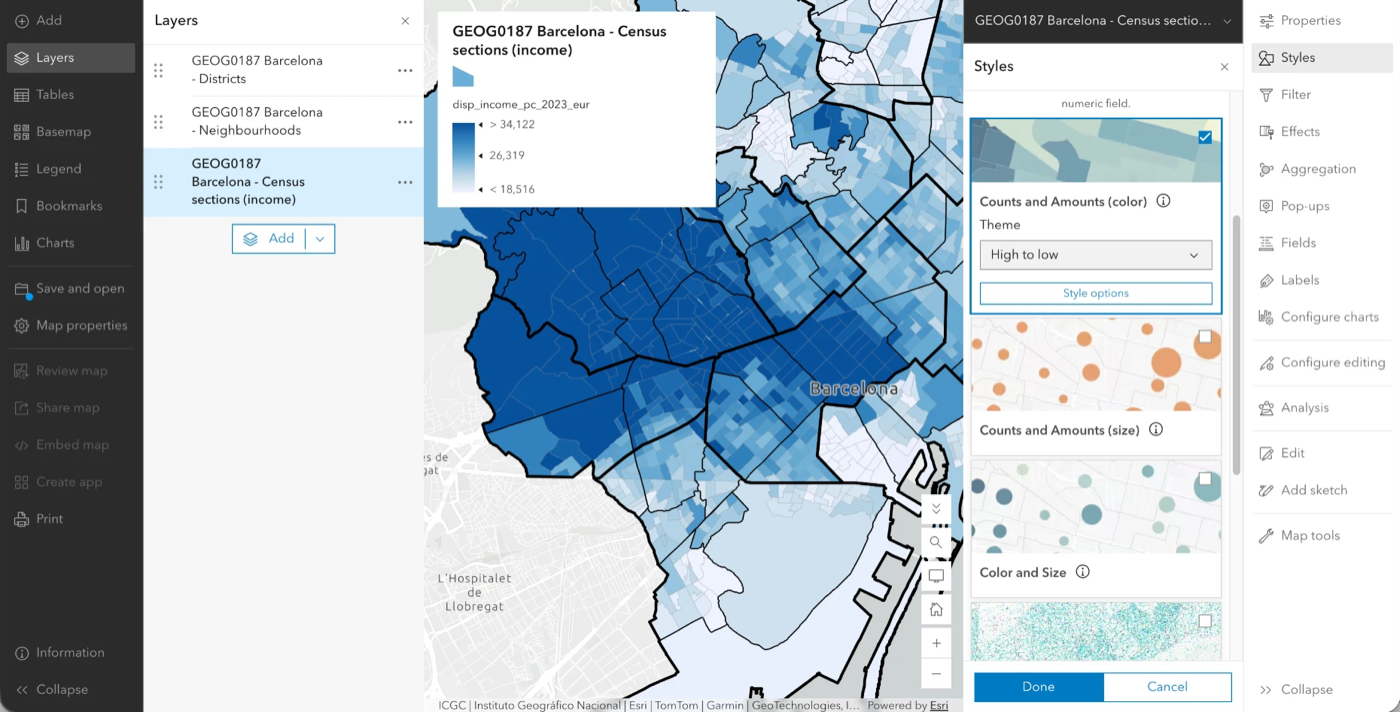 Add
Layers
Tables
Basemap
Legend
Bookmarks
Charts
Save and open
Map properties
Review map
Share map
Embed map
Create app
Print
Information
Collapse
Layers
GEOG0187 Barcelona
- Districts
GEOG0187 Barcelona
- Neighbourhoods
GEOG0187
Barcelona - Census
sections (income)
Add
GEOG0187 Barcelona - Census
sections (income)
disp_income_pc_2023_eur
> 34,122
26,319
< 18,516
Barcelona
es de
gat
L'Hospitalet
de
Llobregat
ICGC | Instituto Geográfico Nacional | Esri | TomTom | Garmin | GeoTechnologies, I... Powered by Esri
GEOG0187 Barcelona - Census sectio...
Styles
numeric field.
Counts and Amounts (color)
Theme
High to low
Style options
Counts and Amounts (size)
Color and Size
Done
Cancel
Properties
Styles
Filter
Effects
Aggregation
Pop-ups
Fields
Labels
Configure charts
Configure editing
Analysis
Edit
Add sketch
Map tools
Collapse